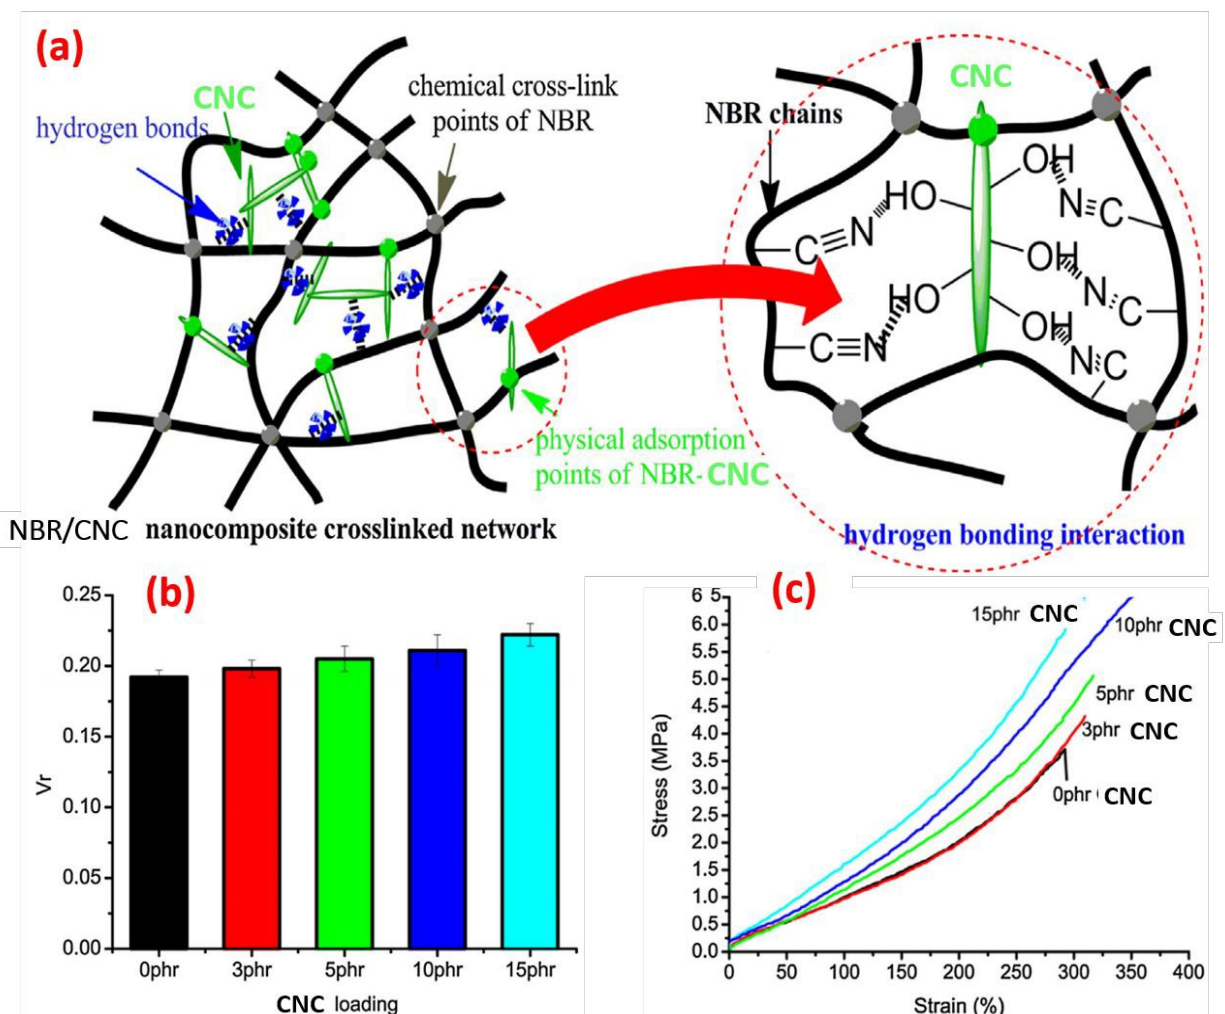 (a)
CNC
hydrogen bonds
chemical cross-link
points of NBR
NBR chains
CNC
OH
HO
N≡C
C≡N
OH
N≡C
HO
C≡N
OH
N≡C
physical adsorption
points of NBR-CNC
NBR/CNC nanocomposite crosslinked network
hydrogen bonding interaction
(b)
0.25
0.20
0.15
0.10
0.05
0.00
Vr
0phr 3phr 5phr 10phr 15phr
CNC loading
(c)
6 5
6.0
5.5
5.0
4.5
4.0
3.5
3.0
2.5
2.0
1.5
1.0
0.5
0.0
Stress (MPa)
15phr CNC
10phr CNC
5phr CNC
3phr CNC
0phr CNC
0 50 100 150 200 250 300 350 400
Strain (%)